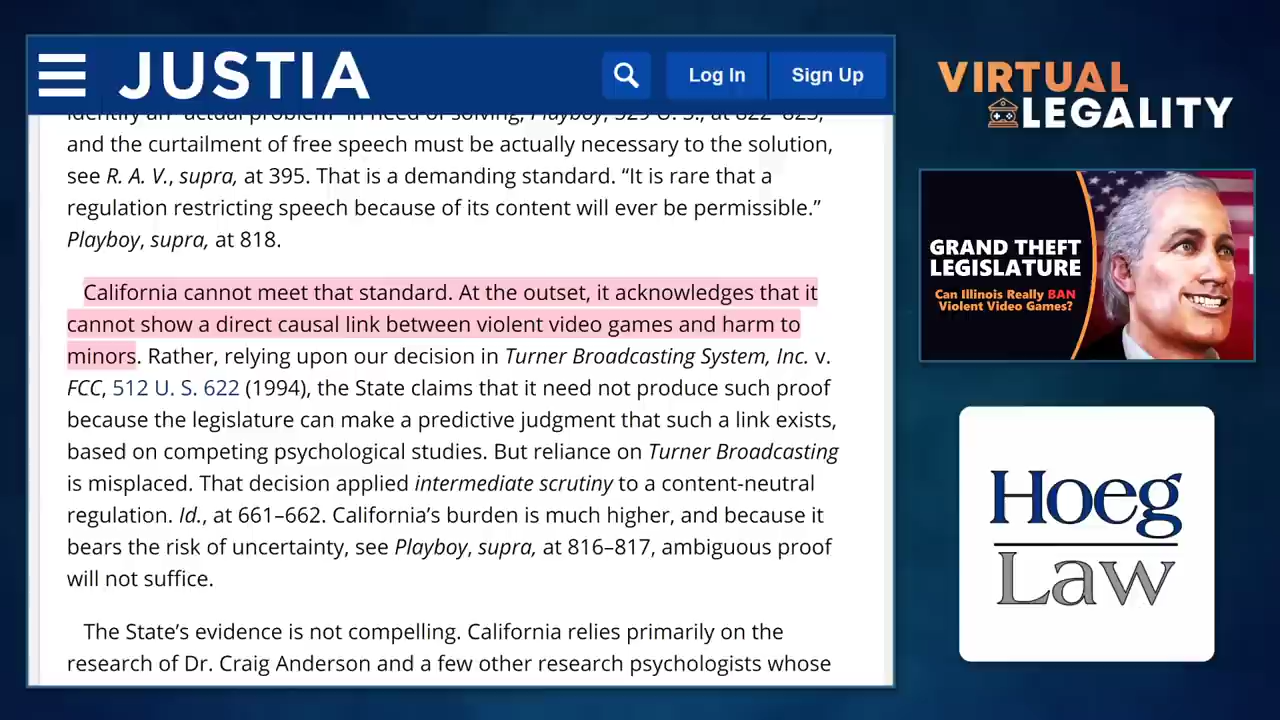 JUSTIA
Log In
Sign Up
and the curtailment of free speech must be actually necessary to the solution,
see R. A. V., supra, at 395. That is a demanding standard. “It is rare that a
regulation restricting speech because of its content will ever be permissible.”
Playboy, supra, at 818.
California cannot meet that standard. At the outset, it acknowledges that it
cannot show a direct causal link between violent video games and harm to
minors. Rather, relying upon our decision in Turner Broadcasting System, Inc. v.
FCC, 512 U. S. 622 (1994), the State claims that it need not produce such proof
because the legislature can make a predictive judgment that such a link exists,
based on competing psychological studies. But reliance on Turner Broadcasting
is misplaced. That decision applied intermediate scrutiny to a content-neutral
regulation. Id., at 661–662. California’s burden is much higher, and because it
bears the risk of uncertainty, see Playboy, supra, at 816–817, ambiguous proof
will not suffice.
The State’s evidence is not compelling. California relies primarily on the
research of Dr. Craig Anderson and a few other research psychologists whose
VIRTUAL
LEGALITY
GRAND THEFT
LEGISLATURE
Can Illinois Really BAN
Violent Video Games?
Hoeg
Law